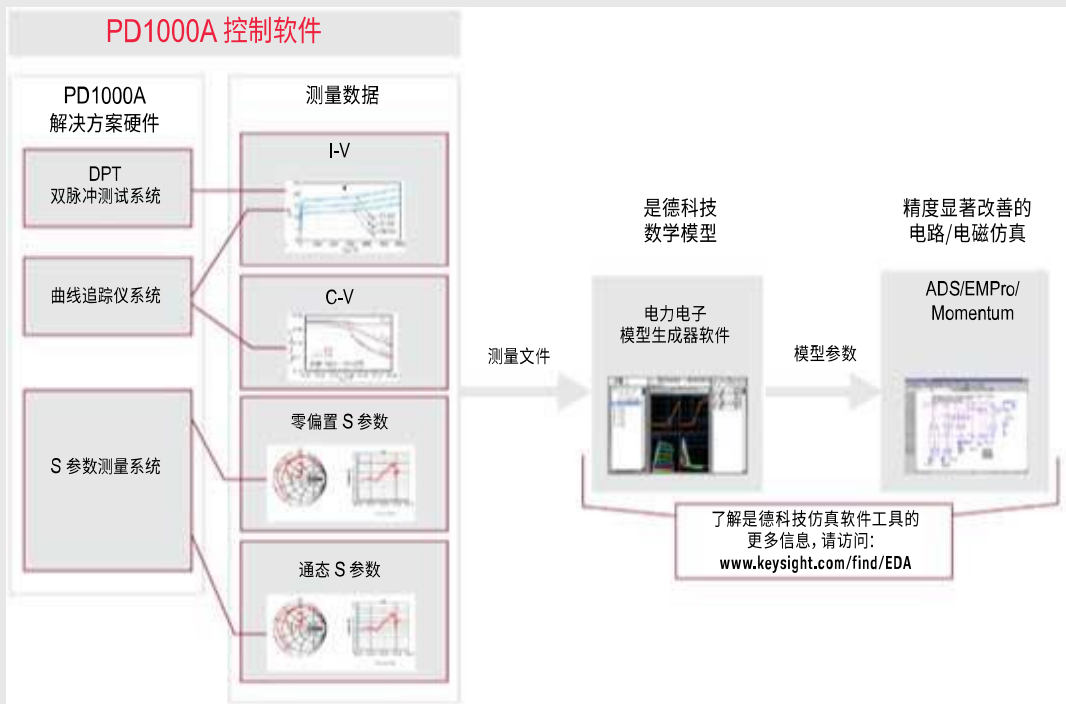 PD1000A 控制软件
PD1000A
解决方案硬件
DPT
双脉冲测试系统
曲线追踪仪系统
S 参数测量系统
测量数据
I-V
C-V
零偏置 S 参数
通态 S 参数
测量文件
是德科技
数学模型
电力电子
模型生成器软件
模型参数
精度显著改善的
电路/电磁仿真
ADS/EMPro/
Momentum
了解是德科技仿真软件工具的
更多信息，请访问：
www.keysight.com/find/EDA